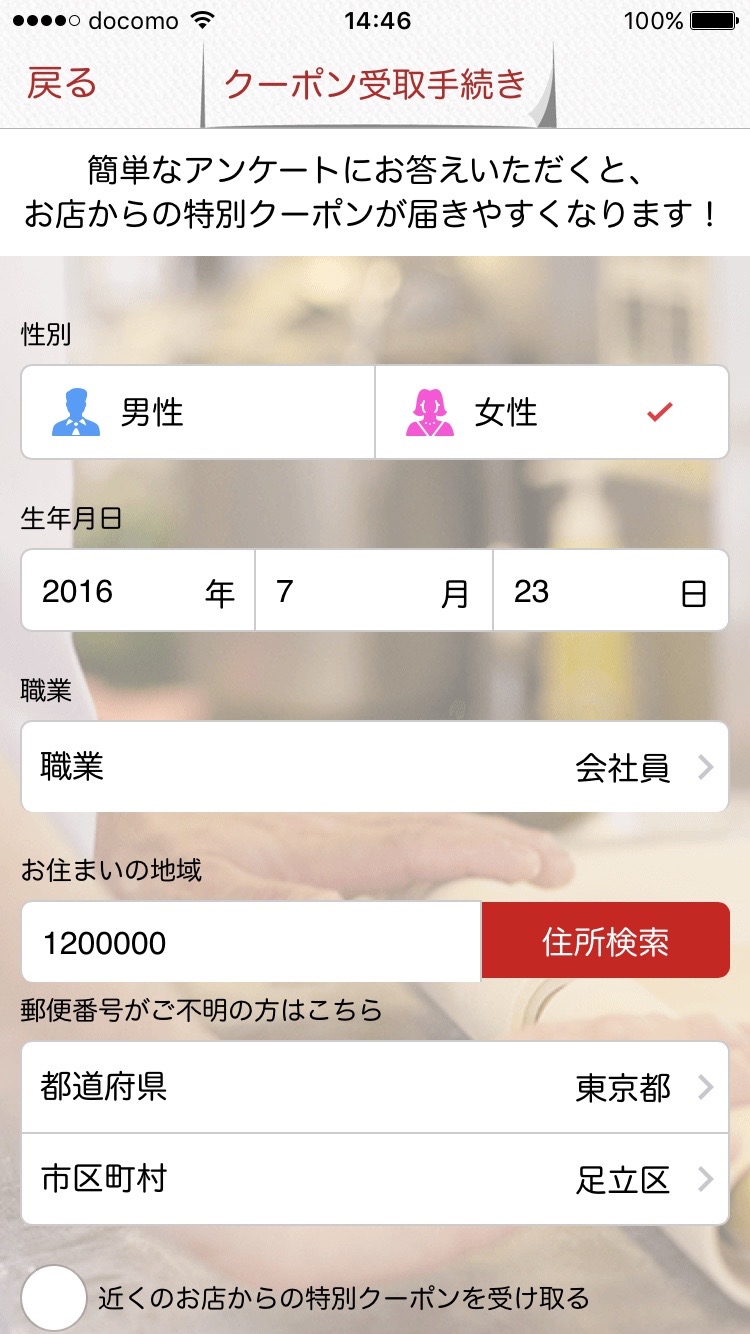 docomo 14:46 100%
戻る クーポン受取手続き
簡単なアンケートにお答えいただくと、
お店からの特別クーポンが届きやすくなります！
性別
男性 女性
生年月日
2016 年 7 月 23 日
職業
職業 会社員
お住まいの地域
1200000 住所検索
郵便番号がご不明の方はこちら
都道府県 東京都
市区町村 足立区
近くのお店からの特別クーポンを受け取る